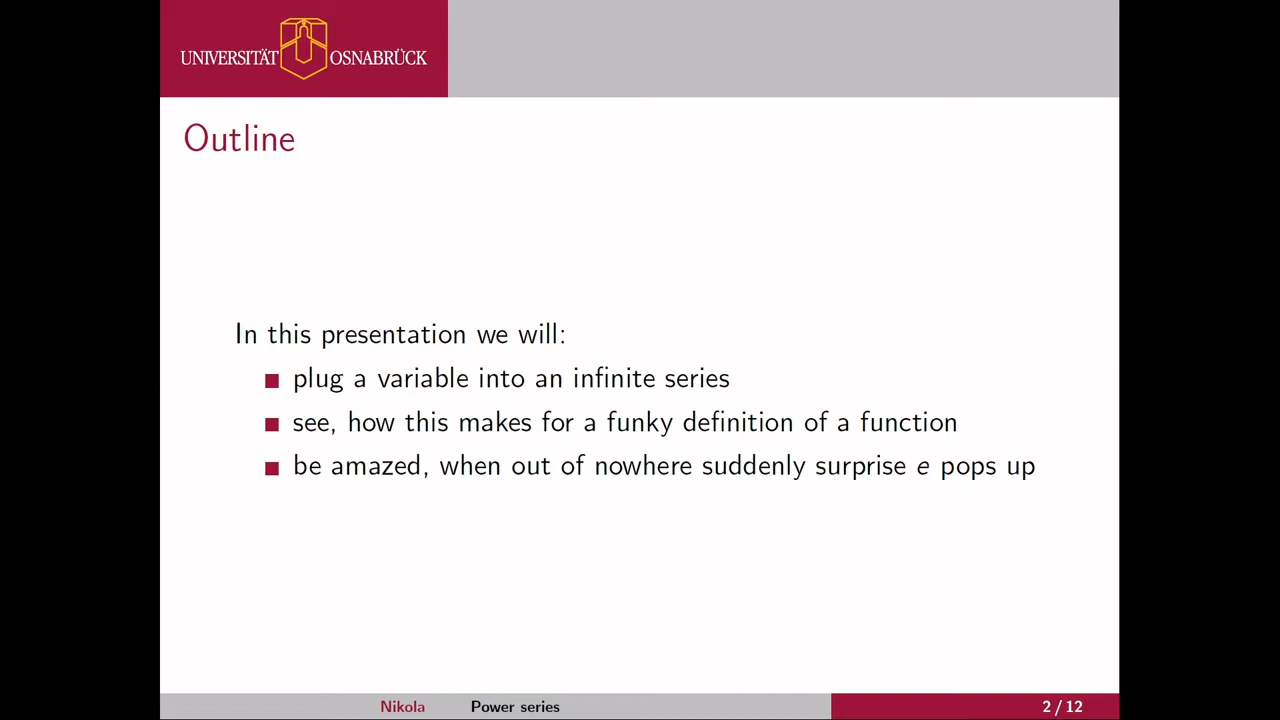 UNIVERSITÄT OSNABRÜCK
Outline
In this presentation we will:
plug a variable into an infinite series
see, how this makes for a funky definition of a function
be amazed, when out of nowhere suddenly surprise e pops up
Nikola Power series 2 / 12